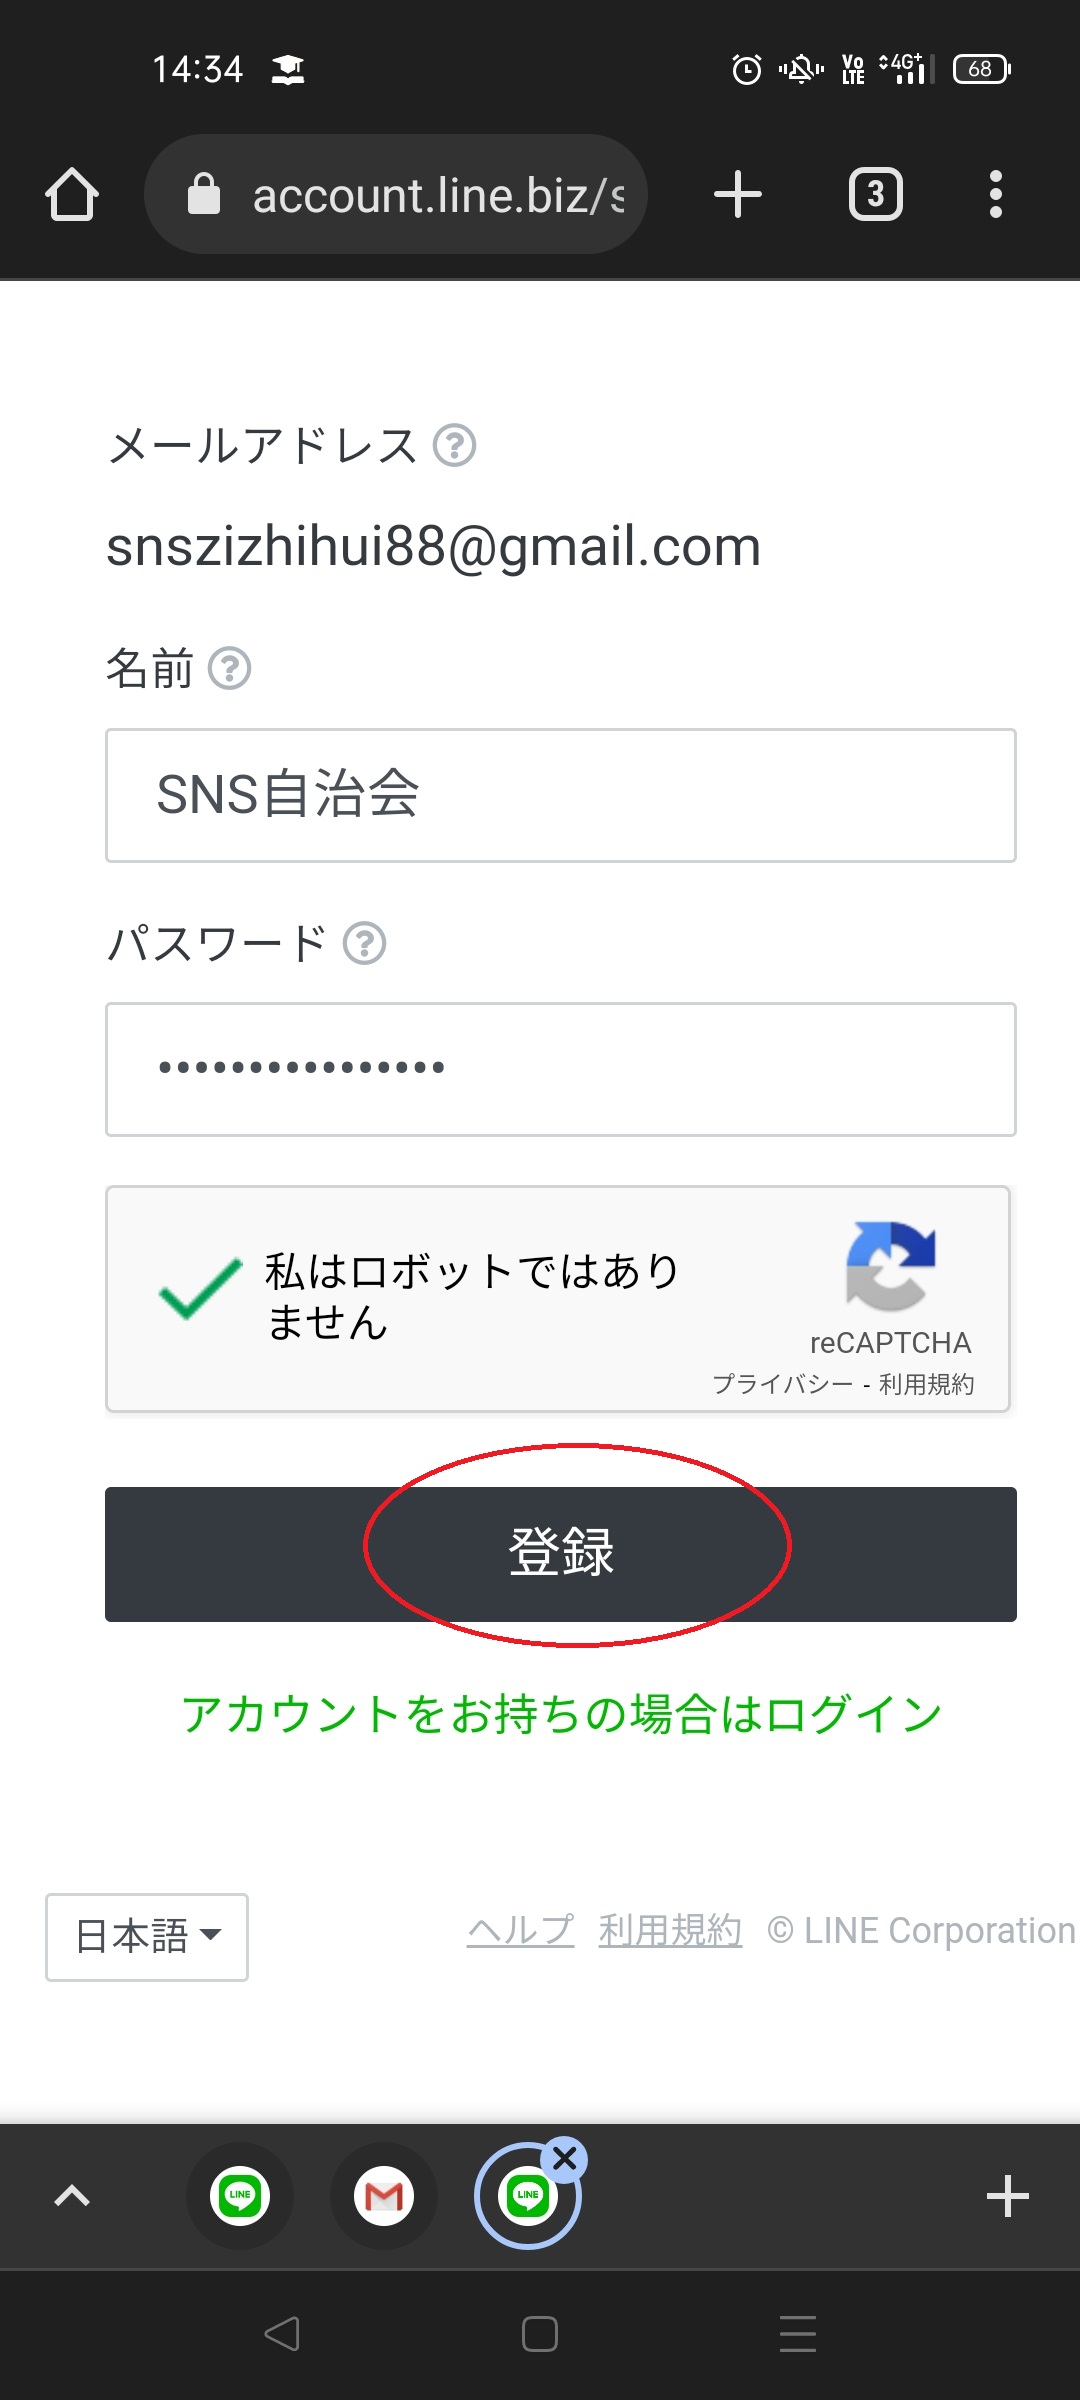 14:34
Vo LTE 4G+ 68
account.line.biz/s
3
メールアドレス ?
snszizhihui88@gmail.com
名前 ?
SNS自治会
パスワード ?
••••••••••••••••
私はロボットではあり
ません
reCAPTCHA
プライバシー - 利用規約
登録
アカウントをお持ちの場合はログイン
日本語
ヘルプ 利用規約 © LINE Corporation
LINE
LINE